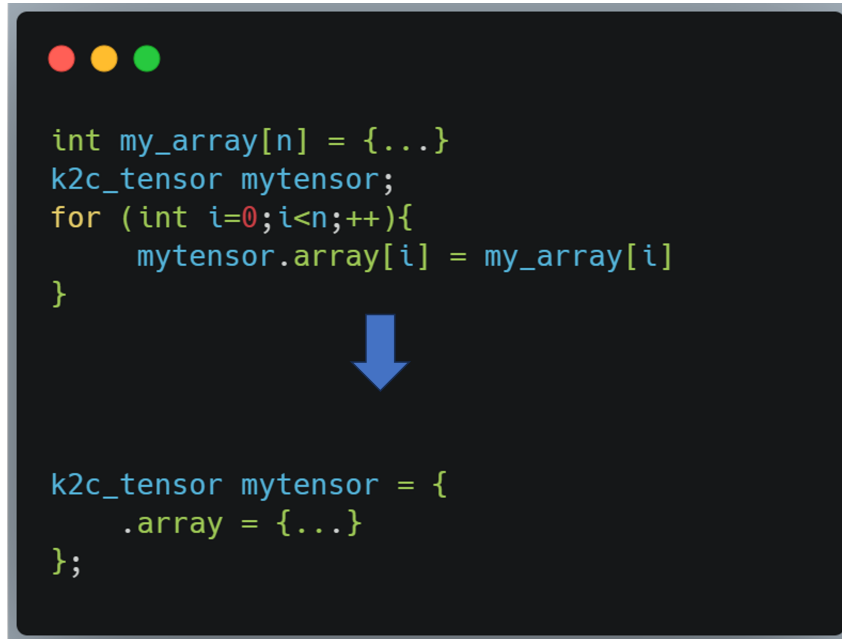 int my_array[n] = {...}
k2c_tensor mytensor;
for (int i=0;i<n;++){
mytensor.array[i] = my_array[i]
}
k2c_tensor mytensor = {
.array = {...}
};